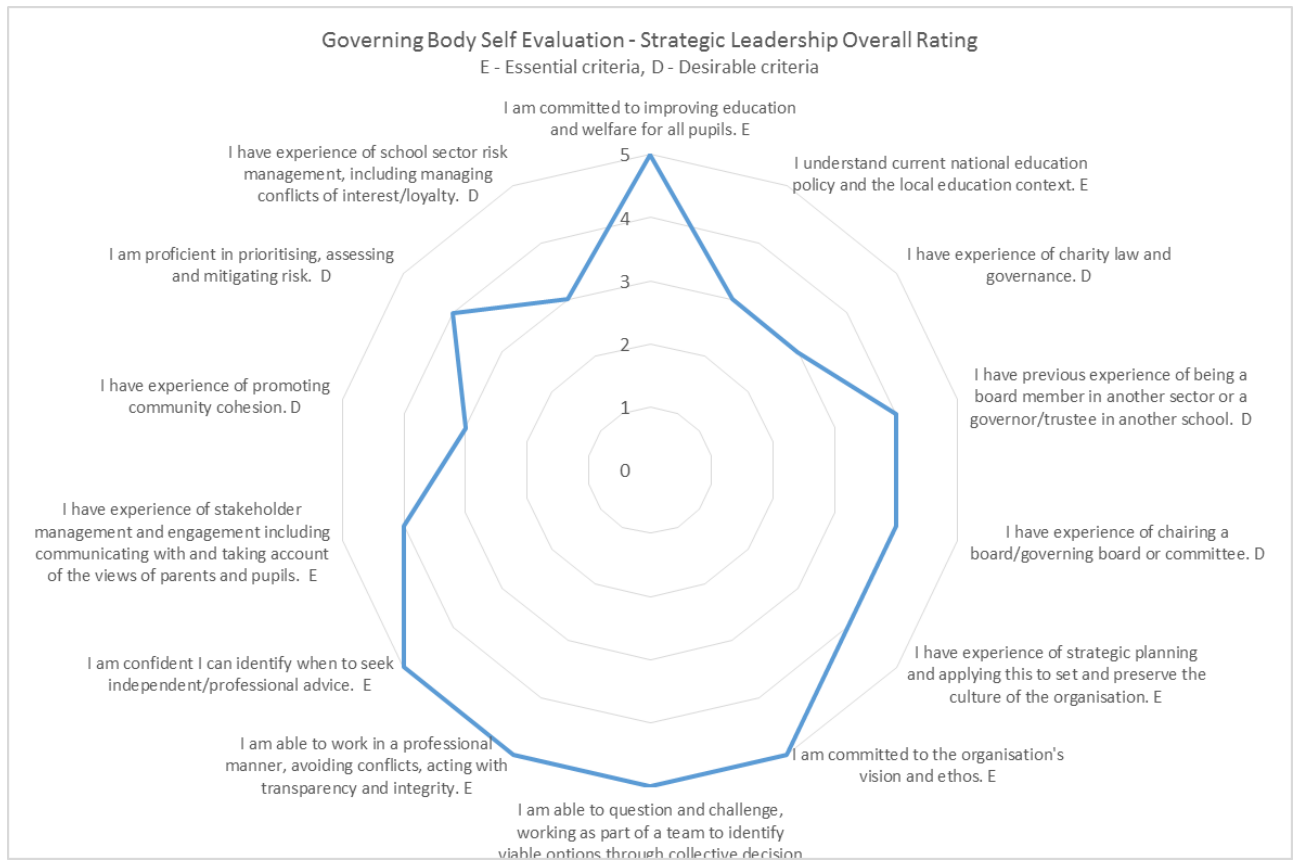 Governing Body Self Evaluation - Strategic Leadership Overall Rating
E - Essential criteria, D - Desirable criteria
I am committed to improving education
and welfare for all pupils. E
I understand current national education
policy and the local education context. E
I have experience of charity law and
governance. D
I have previous experience of being a
board member in another sector or a
governor/trustee in another school. D
I have experience of chairing a
board/governing board or committee. D
I have experience of strategic planning
and applying this to set and preserve the
culture of the organisation. E
I am committed to the organisation's
vision and ethos. E
I am able to question and challenge,
working as part of a team to identify
viable options through collective decision
I am able to work in a professional
manner, avoiding conflicts, acting with
transparency and integrity. E
I am confident I can identify when to seek
independent/professional advice. E
I have experience of stakeholder
management and engagement including
communicating with and taking account
of the views of parents and pupils. E
I have experience of promoting
community cohesion. D
I am proficient in prioritising, assessing
and mitigating risk. D
I have experience of school sector risk
management, including managing
conflicts of interest/loyalty. D
5
4
3
2
1
0